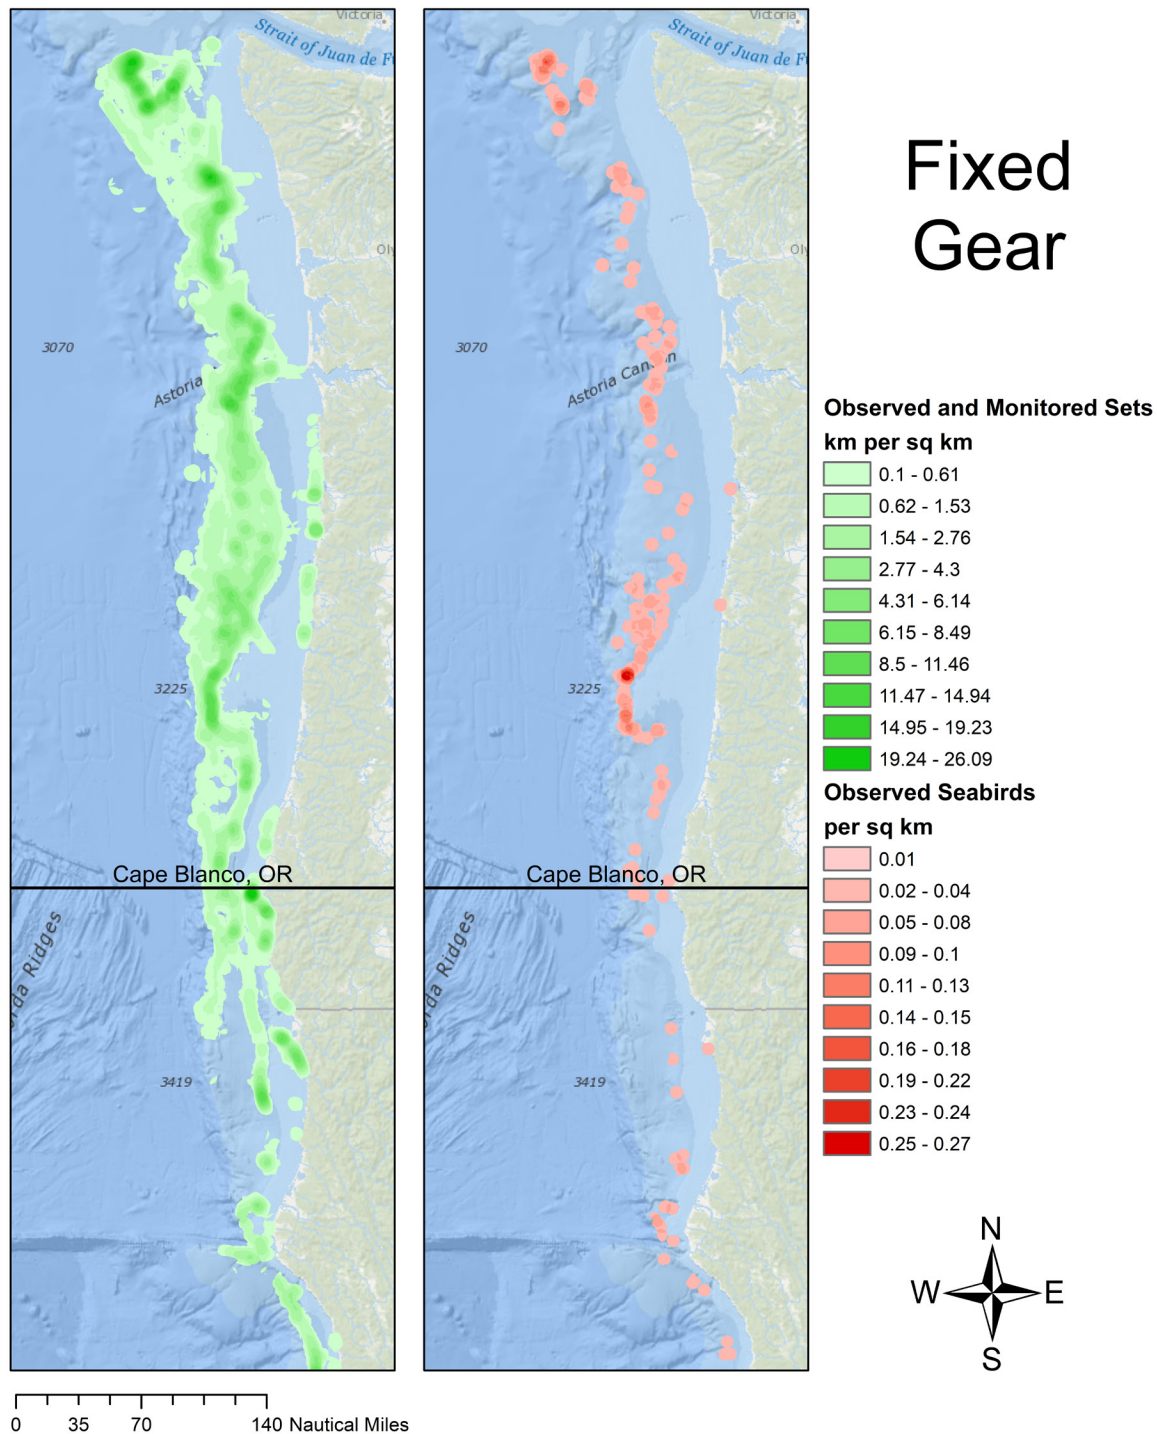 Victoria
Strait of Juan de F
Oly
3070
Astoria
3225
Cape Blanco, OR
rda Ridges
3419
0 35 70 140 Nautical Miles
Victoria
Strait of Juan de F
Oly
3070
Astoria Can
3225
Cape Blanco, OR
rda Ridges
3419
Fixed
Gear
Observed and Monitored Sets
km per sq km
0.1 - 0.61
0.62 - 1.53
1.54 - 2.76
2.77 - 4.3
4.31 - 6.14
6.15 - 8.49
8.5 - 11.46
11.47 - 14.94
14.95 - 19.23
19.24 - 26.09
Observed Seabirds
per sq km
0.01
0.02 - 0.04
0.05 - 0.08
0.09 - 0.1
0.11 - 0.13
0.14 - 0.15
0.16 - 0.18
0.19 - 0.22
0.23 - 0.24
0.25 - 0.27
N
W E
S